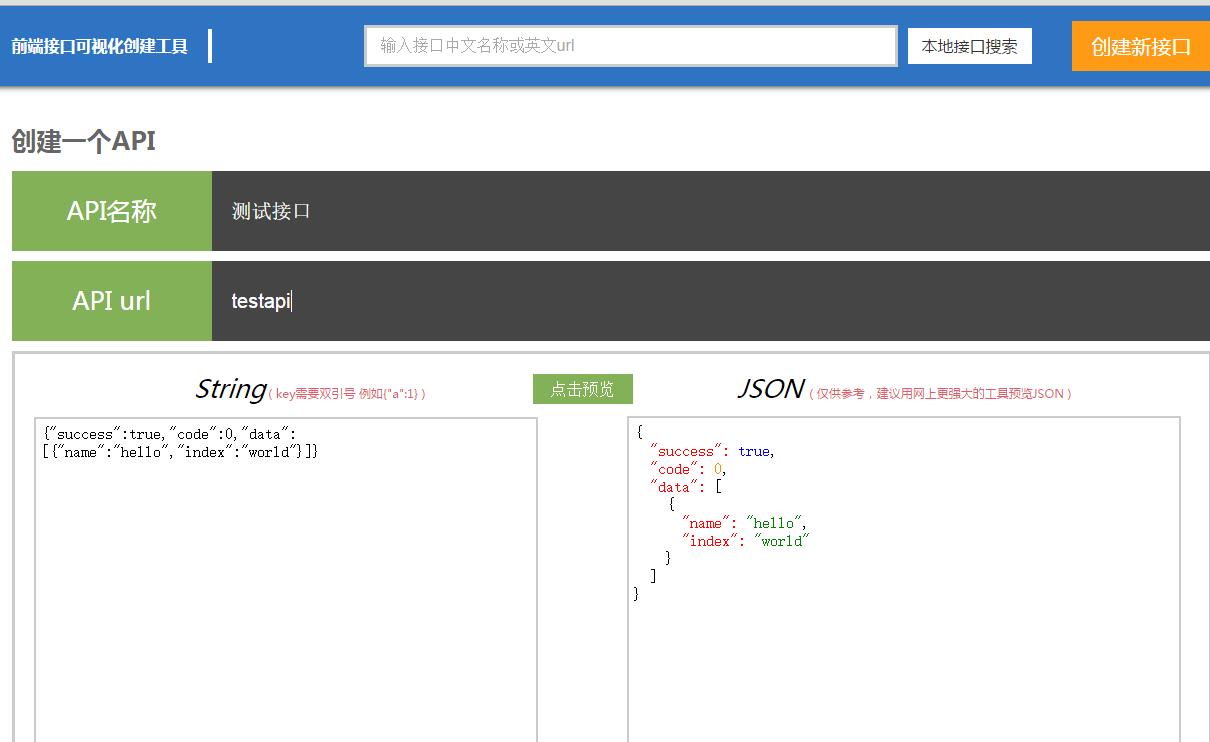 前端接口可视化创建工具
输入接口中文名称或英文url
本地接口搜索
创建新接口
创建一个API
API名称
测试接口
API url
testapi
String ( key需要双引号 例如{"a":1} )
点击预览
JSON ( 仅供参考，建议用网上更强大的工具预览JSON )
{"success":true,"code":0,"data":
[{"name":"hello","index":"world"}]}
{
"success": true,
"code": 0,
"data": [
{
"name": "hello",
"index": "world"
}
]
}